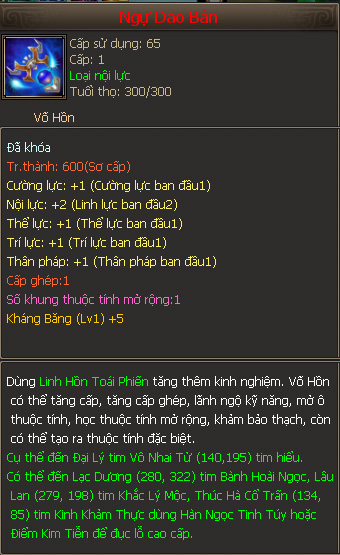 Ngự Dao Bàn
Cấp sử dụng: 65
Cấp: 1
Loại nội lực
Tuổi thọ: 300/300
Võ Hồn
Đã khóa
Tr.thành: 600(Sơ cấp)
Cường lực: +1 (Cường lực ban đầu1)
Nội lực: +2 (Linh lực ban đầu2)
Thể lực: +1 (Thể lực ban đầu1)
Trí lực: +1 (Trí lực ban đầu1)
Thân pháp: +1 (Thân pháp ban đầu1)
Cấp ghép:1
Số khung thuộc tính mở rộng:1
Kháng Băng (Lv1) +5
Dùng Linh Hồn Toái Phiến tăng thêm kinh nghiệm. Võ Hồn
có thể tăng cấp, tăng cấp ghép, lãnh ngộ kỹ năng, mở ô
thuộc tính, học thuộc tính mở rộng, khảm bảo thạch, còn
có thể tạo ra thuộc tính đặc biệt.
Cụ thể đến Đại Lý tìm Vô Nhai Tử (140,195) tìm hiểu.
Có thể đến Lạc Dương (280, 322) tìm Bành Hoài Ngọc, Lâu
Lan (279, 198) tìm Khắc Lý Mộc, Thúc Hà Cổ Trấn (134,
85) tìm Kinh Khảm Thực dùng Hàn Ngọc Tinh Túy hoặc
Điểm Kim Tiễn để đục lỗ cao cấp.